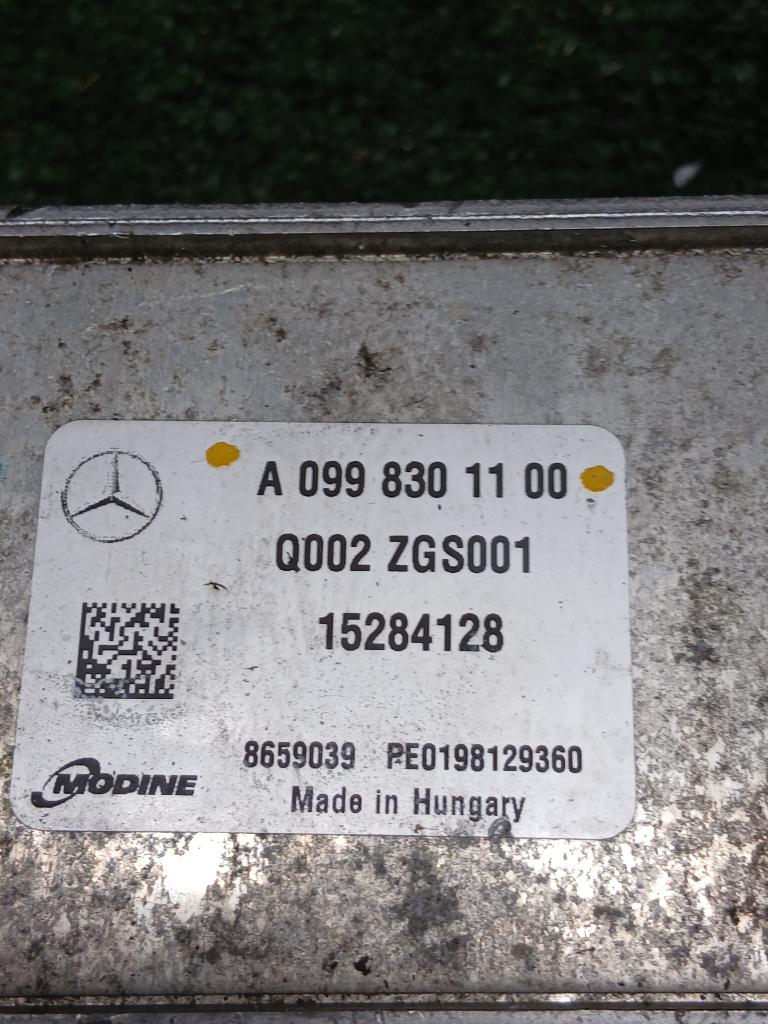 A 099 830 11 00
Q002 ZGS001
15284128
8659039 PE0198129360
MODINE
Made in Hungary